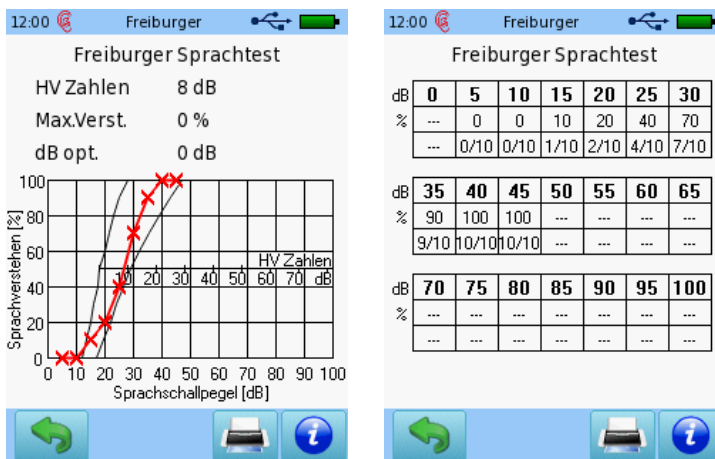 12:00 Freiburger
Freiburger Sprachtest
HV Zahlen 8 dB
Max.Verst. 0 %
dB opt. 0 dB
Sprachverstehen [%]
100
80
60
40
20
0
HV Zahlen
10 20 30 40 50 60 70 dB
0 10 20 30 40 50 60 70 80 90 100
Sprachschallpegel [dB]
i
12:00 Freiburger
Freiburger Sprachtest
dB 0 5 10 15 20 25 30
% --- 0 0 10 20 40 70
--- 0/10 0/10 1/10 2/10 4/10 7/10
dB 35 40 45 50 55 60 65
% 90 100 100 --- --- --- ---
9/10 10/10 10/10 --- --- --- ---
dB 70 75 80 85 90 95 100
% --- --- --- --- --- --- ---
--- --- --- --- --- --- ---
i